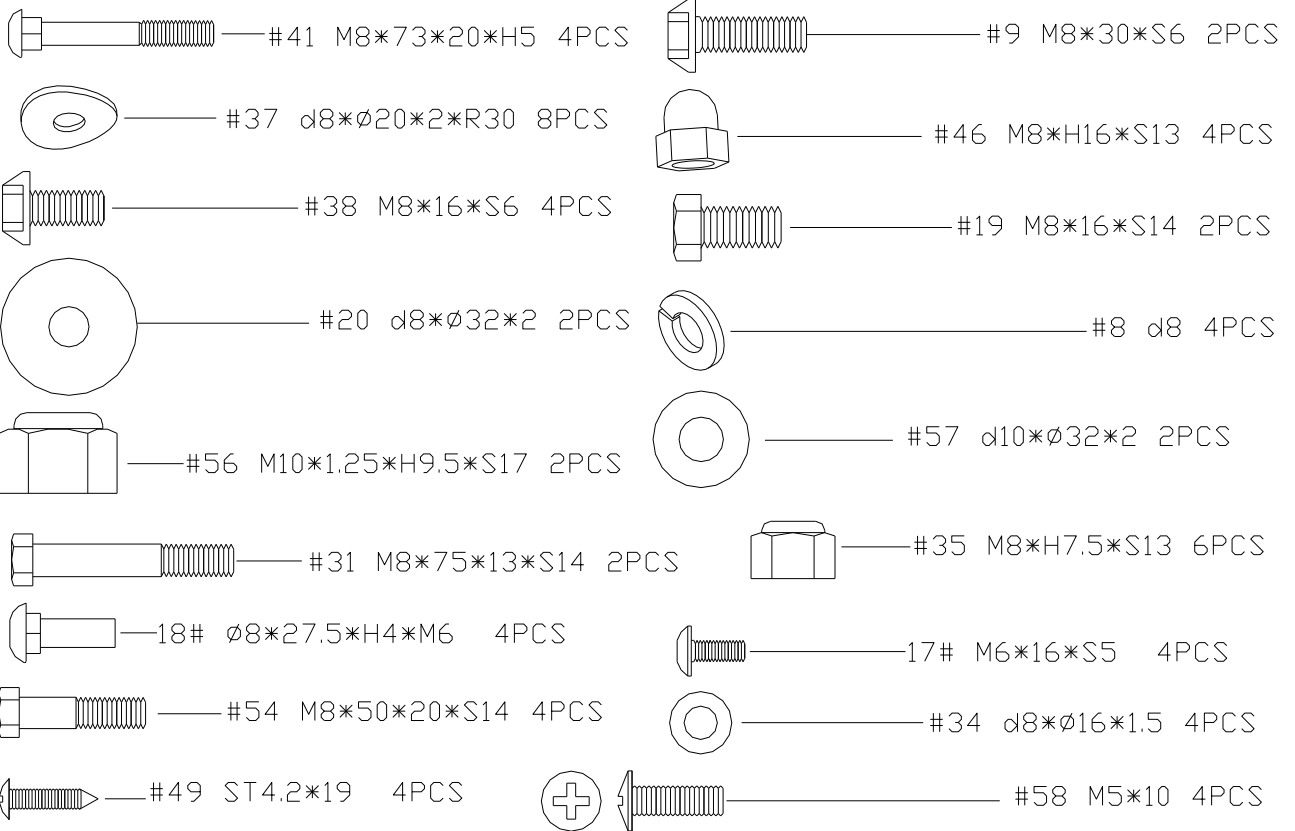 #41 M8*73*20*H5 4PCS
#9 M8*30*S6 2PCS
#37 d8*Ø20*2*R30 8PCS
#46 M8*H16*S13 4PCS
#38 M8*16*S6 4PCS
#19 M8*16*S14 2PCS
#20 d8*Ø32*2 2PCS
#8 d8 4PCS
#56 M10*1.25*H9.5*S17 2PCS
#57 d10*Ø32*2 2PCS
#31 M8*75*13*S14 2PCS
#35 M8*H7.5*S13 6PCS
18# Ø8*27.5*H4*M6 4PCS
17# M6*16*S5 4PCS
#54 M8*50*20*S14 4PCS
#34 d8*Ø16*1.5 4PCS
#49 ST4.2*19 4PCS
#58 M5*10 4PCS